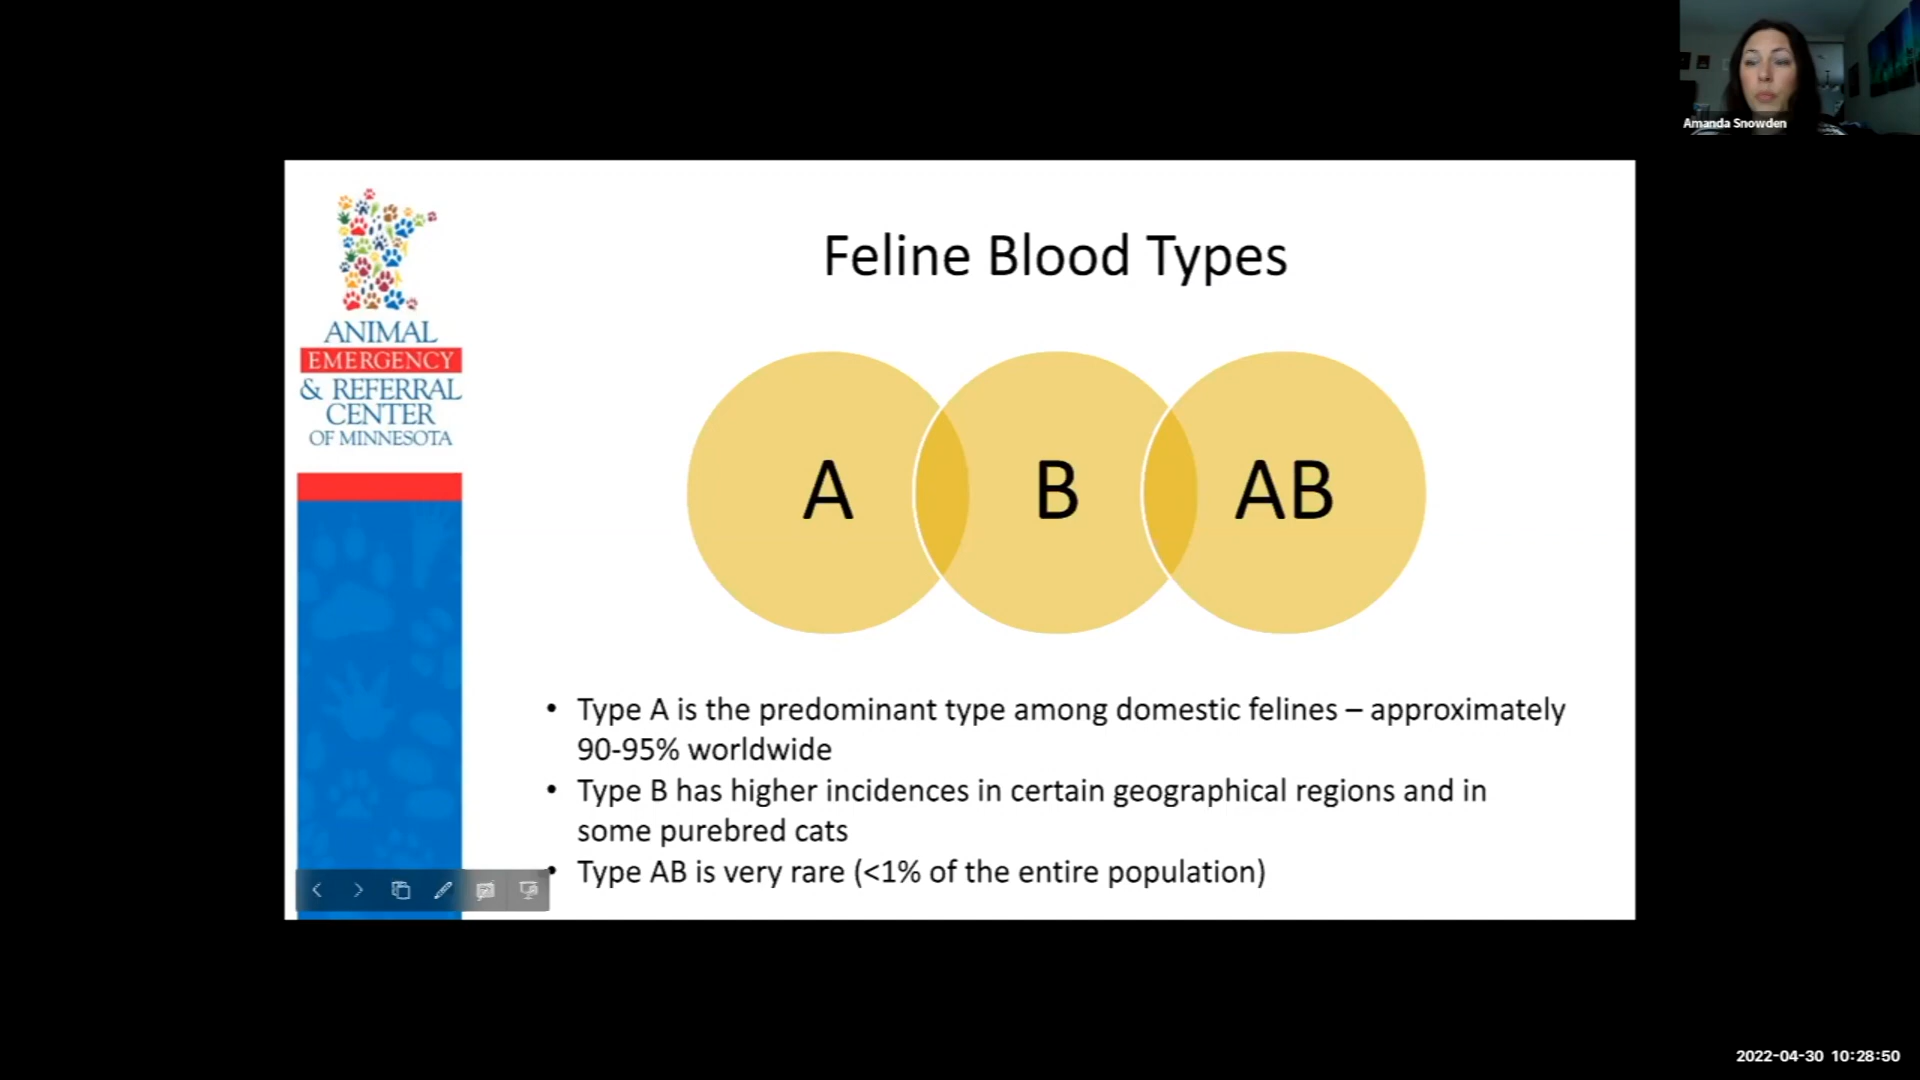 Amanda Snowden
ANIMAL
EMERGENCY
& REFERRAL
CENTER
OF MINNESOTA
Feline Blood Types
A
B
AB
• Type A is the predominant type among domestic felines – approximately
90-95% worldwide
• Type B has higher incidences in certain geographical regions and in
some purebred cats
• Type AB is very rare (<1% of the entire population)
2022-04-30 10:28:50